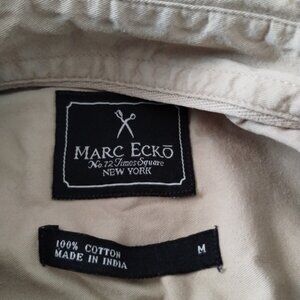 MARC ECKŌ
No. 12 Times Square
NEW YORK
100% COTTON
MADE IN INDIA
M